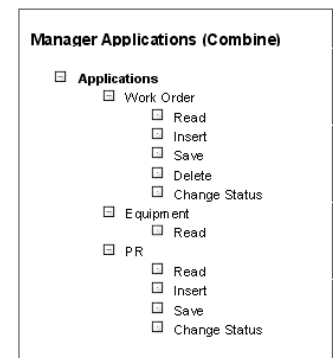 Manager Applications (Combine)
Applications
Work Order
Read
Insert
Save
Delete
Change Status
Equipment
Read
PR
Read
Insert
Save
Change Status